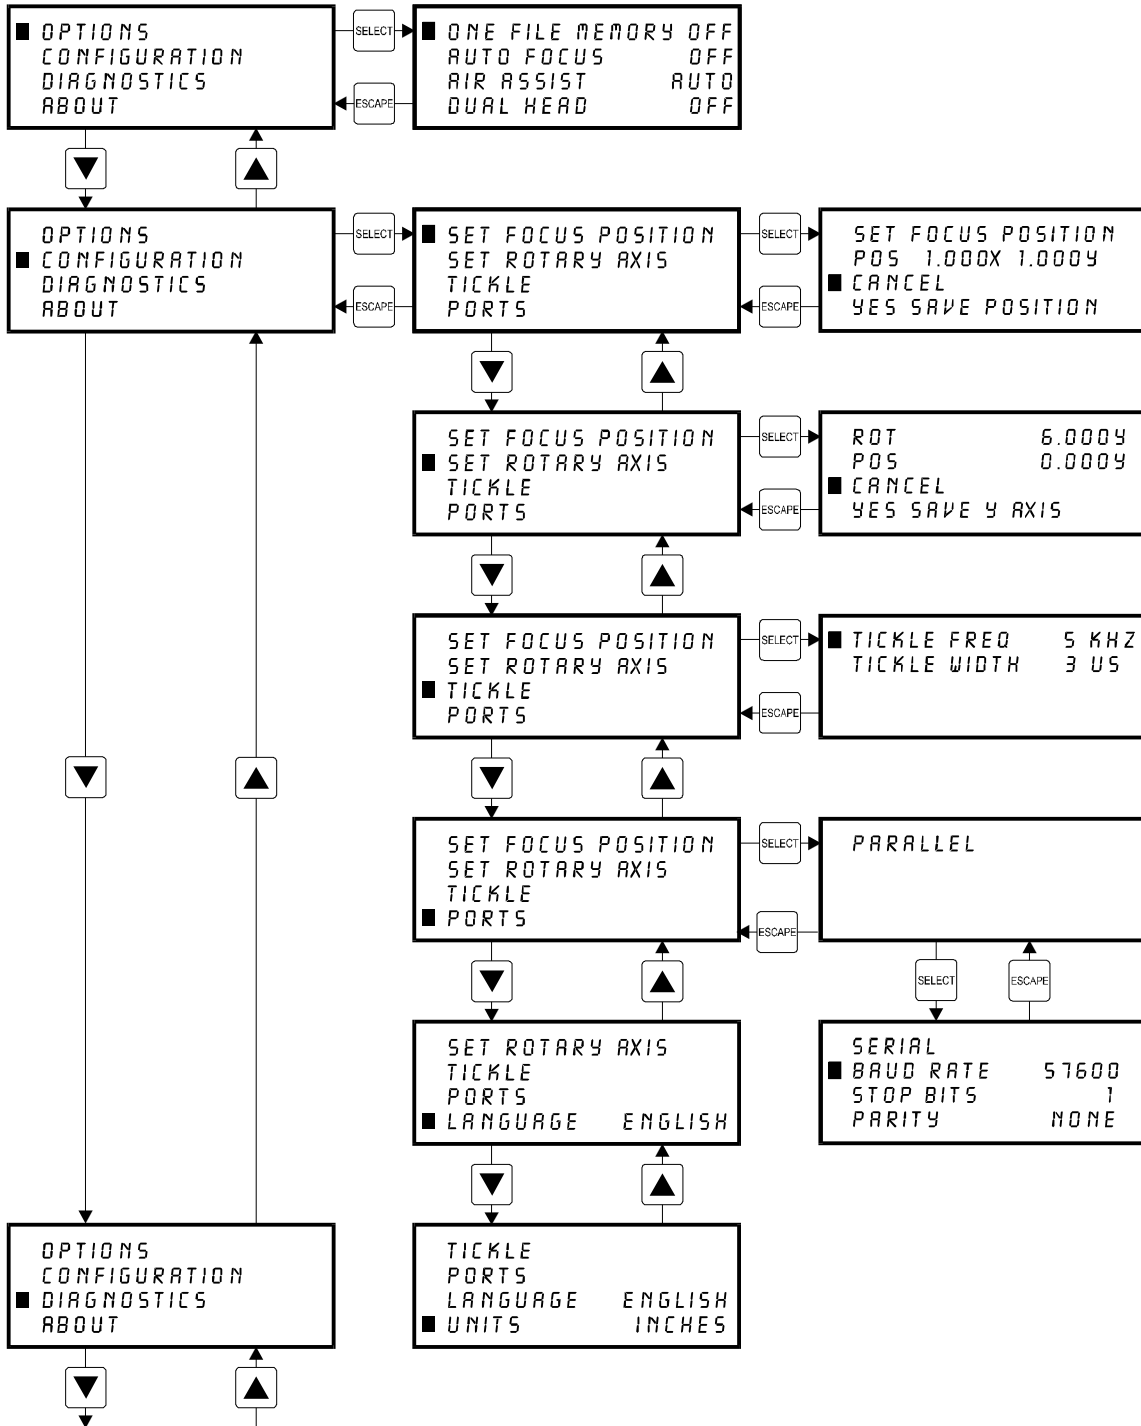 OPTIONS
CONFIGURATION
DIAGNOSTICS
ABOUT
SELECT
ESCAPE
ONE FILE MEMORY OFF
AUTO FOCUS OFF
AIR ASSIST AUTO
DUAL HEAD OFF
OPTIONS
CONFIGURATION
DIAGNOSTICS
ABOUT
SELECT
ESCAPE
SET FOCUS POSITION
SET ROTARY AXIS
TICKLE
PORTS
SELECT
ESCAPE
SET FOCUS POSITION
POS 1.000X 1.000Y
CANCEL
YES SAVE POSITION
SET FOCUS POSITION
SET ROTARY AXIS
TICKLE
PORTS
SELECT
ESCAPE
ROT 6.000Y
POS 0.000Y
CANCEL
YES SAVE Y AXIS
SET FOCUS POSITION
SET ROTARY AXIS
TICKLE
PORTS
SELECT
ESCAPE
TICKLE FREQ 5 KHZ
TICKLE WIDTH 3 US
SET FOCUS POSITION
SET ROTARY AXIS
TICKLE
PORTS
SELECT
ESCAPE
PARALLEL
SELECT
ESCAPE
SET ROTARY AXIS
TICKLE
PORTS
LANGUAGE ENGLISH
SERIAL
BAUD RATE 57600
STOP BITS 1
PARITY NONE
OPTIONS
CONFIGURATION
DIAGNOSTICS
ABOUT
TICKLE
PORTS
LANGUAGE ENGLISH
UNITS INCHES